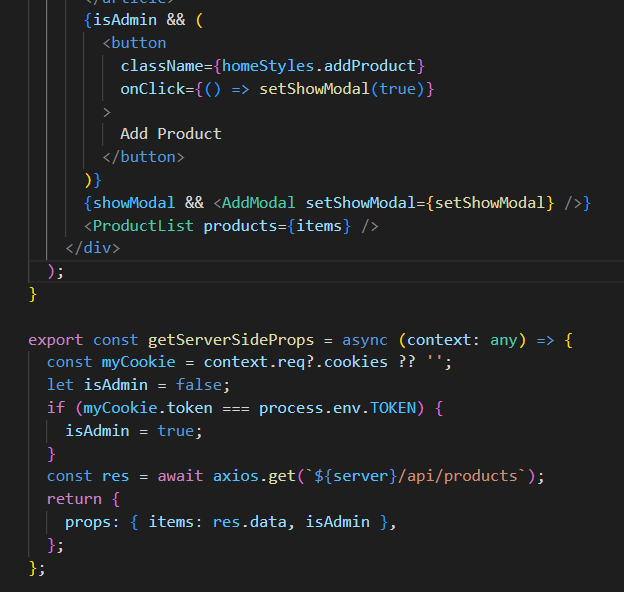 </article>
{isAdmin && (
<button
className={homeStyles.addProduct}
onClick={() => setShowModal(true)}
>
Add Product
</button>
)}
{showModal && <AddModal setShowModal={setShowModal} />}
<ProductList products={items} />
</div>
);
}
export const getServerSideProps = async (context: any) => {
const myCookie = context.req?.cookies ?? '';
let isAdmin = false;
if (myCookie.token === process.env.TOKEN) {
isAdmin = true;
}
const res = await axios.get(`${server}/api/products`);
return {
props: { items: res.data, isAdmin },
};
};